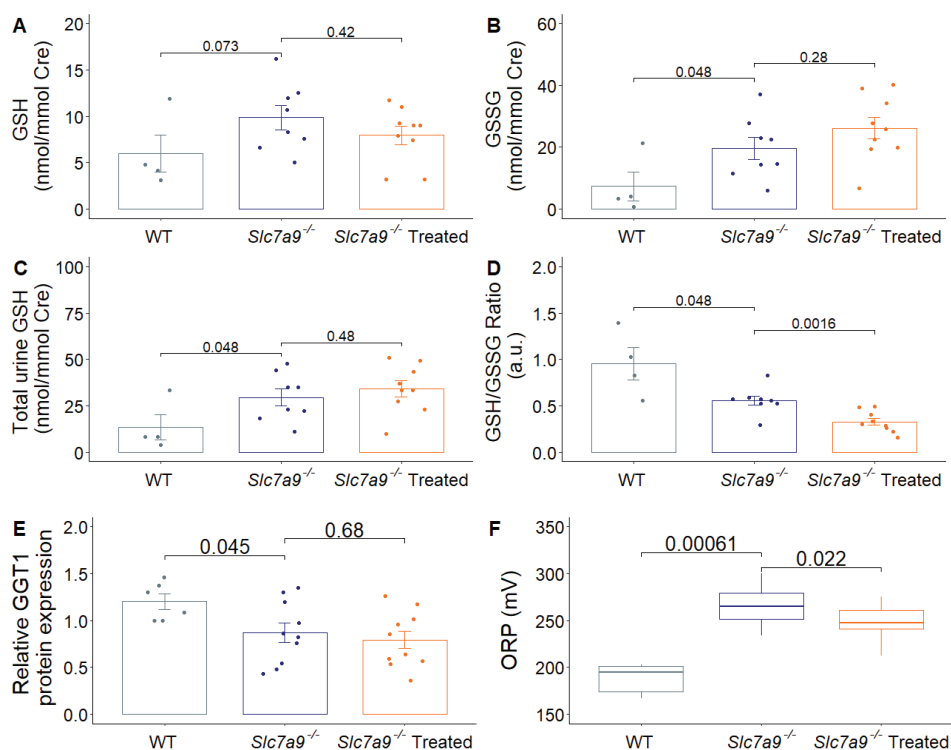 A
GSH
(nmol/mmol Cre)
20
15
10
5
0
0.073
0.42
WT
Slc7a9-/-
Slc7a9-/- Treated
B
GSSG
(nmol/mmol Cre)
60
40
20
0
0.048
0.28
WT
Slc7a9-/-
Slc7a9-/- Treated
C
Total urine GSH
(nmol/mmol Cre)
100
75
50
25
0
0.048
0.48
WT
Slc7a9-/-
Slc7a9-/- Treated
D
GSH/GSSG Ratio
(a.u.)
2.0
1.5
1.0
0.5
0.0
0.048
0.0016
WT
Slc7a9-/-
Slc7a9-/- Treated
E
Relative GGT1
protein expression
2.0
1.5
1.0
0.5
0.0
0.045
0.68
WT
Slc7a9-/-
Slc7a9-/- Treated
F
ORP (mV)
350
300
250
200
150
0.00061
0.022
WT
Slc7a9-/-
Slc7a9-/- Treated